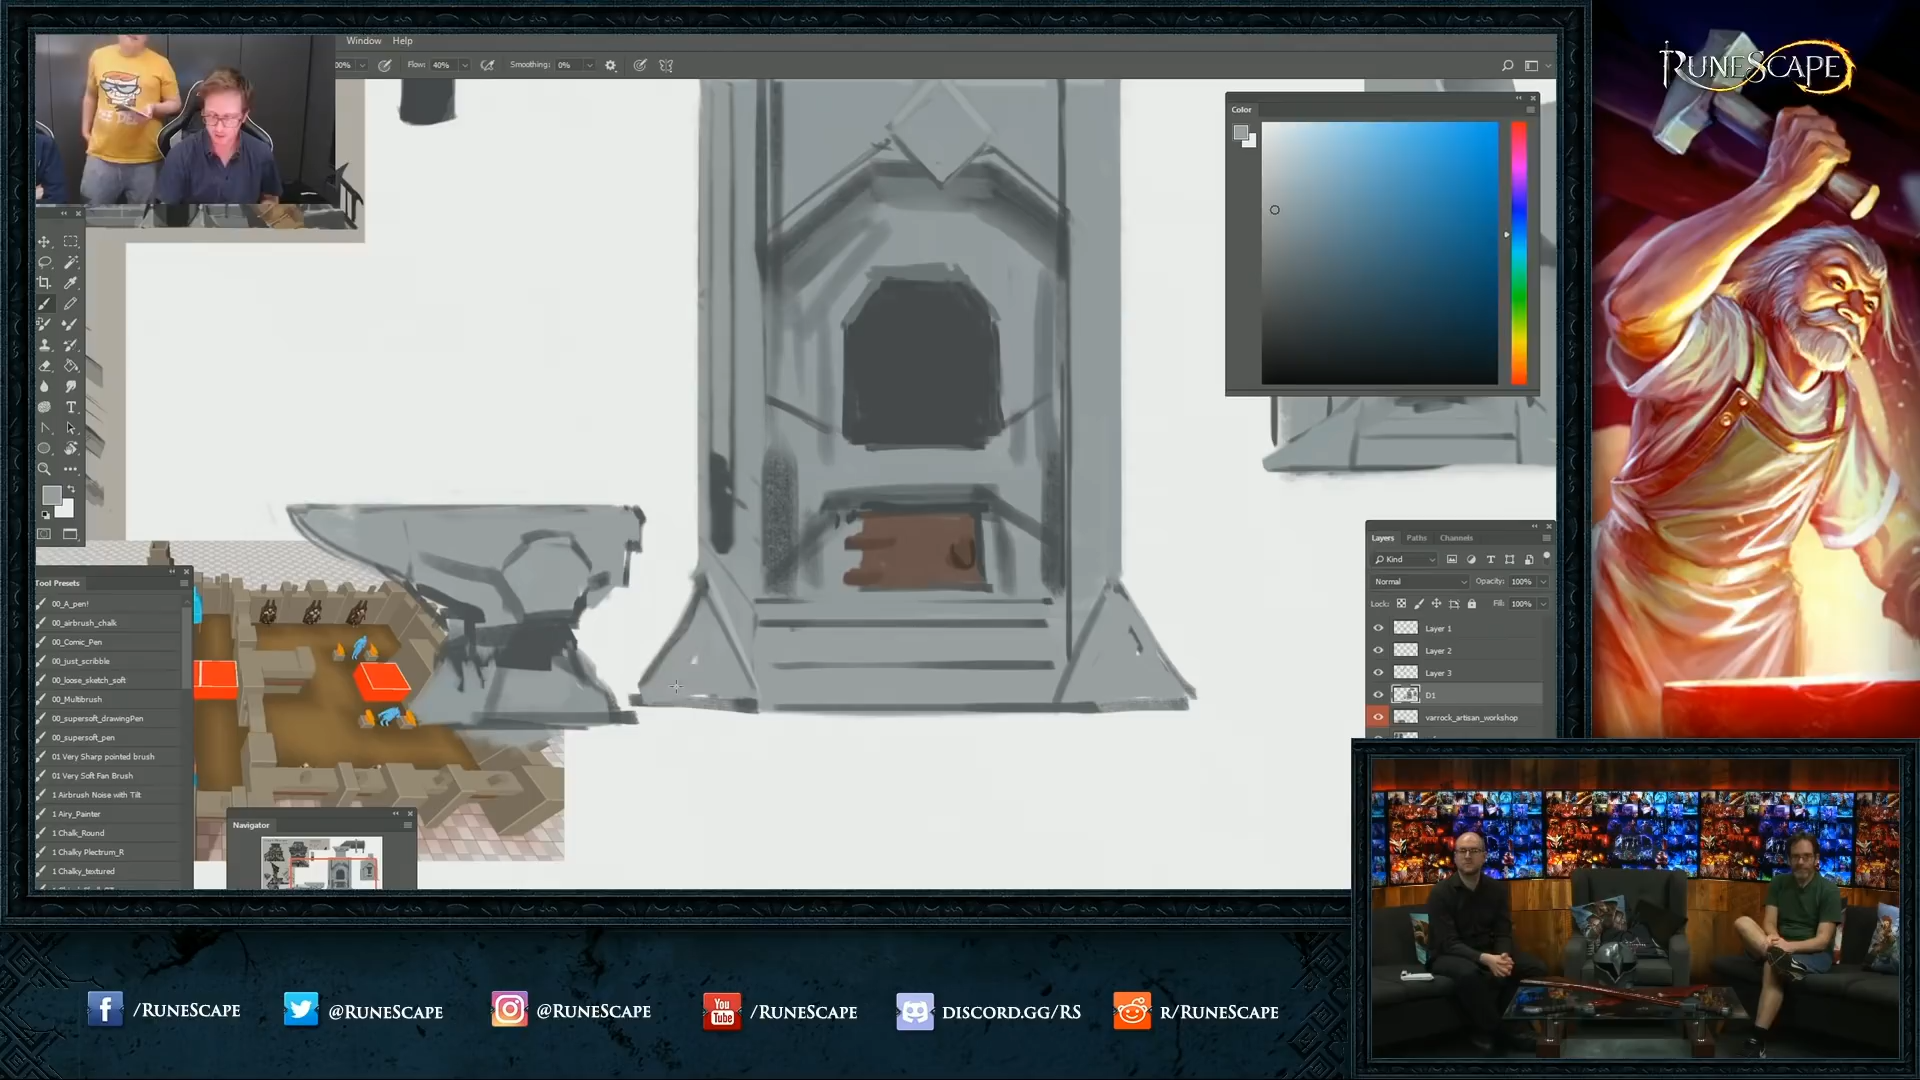 Window Help
00% Flow: 40% Smoothing: 0%
RuneScape
Color
Tool Presets
00_A_pen!
00_airbrush_chalk
00_Comic_Pen
00_just_scribble
00_loose_sketch_soft
00_Multibrush
00_supersoft_drawingPen
00_supersoft_pen
01 Very Sharp pointed brush
01 Very Soft Fan Brush
1 Airbrush Noise with Tilt
1 Airy_Painter
1 Chalk_Round
1 Chalky Plectrum_R
1 Chalky_textured
Navigator
Layers Paths Channels
Kind
Normal Opacity: 100%
Lock: Fill: 100%
Layer 1
Layer 2
Layer 3
D1
varrock_artisan_workshop
/RuneScape
@RuneScape
@RuneScape
You Tube /RuneScape
discord.gg/RS
r/RuneScape